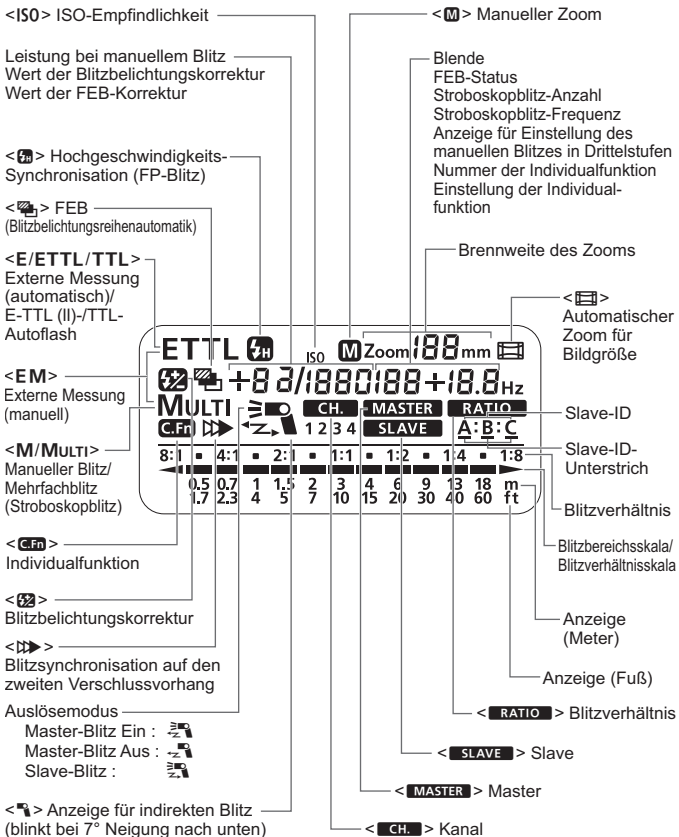 <ISO> ISO-Empfindlichkeit
Leistung bei manuellem Blitz
Wert der Blitzbelichtungskorrektur
Wert der FEB-Korrektur
< > Hochgeschwindigkeits-
Synchronisation (FP-Blitz)
< > FEB
(Blitzbelichtungsreihenautomatik)
<E/ETTL/TTL>
Externe Messung
(automatisch)/
E-TTL (II)-/TTL-
Autoflash
<EM>
Externe Messung
(manuell)
<M/MULTI>
Manueller Blitz/
Mehrfachblitz
(Stroboskopblitz)
<C.Fn>
Individualfunktion
< >
Blitzbelichtungskorrektur
< >
Blitzsynchronisation auf den
zweiten Verschlussvorhang
Auslösemodus
Master-Blitz Ein :
Master-Blitz Aus :
Slave-Blitz :
< > Anzeige für indirekten Blitz
(blinkt bei 7° Neigung nach unten)
<M> Manueller Zoom
Blende
FEB-Status
Stroboskopblitz-Anzahl
Stroboskopblitz-Frequenz
Anzeige für Einstellung des
manuellen Blitzes in Drittelstufen
Nummer der Individualfunktion
Einstellung der Individual-
funktion
Brennweite des Zooms
< >
Automatischer
Zoom für
Bildgröße
ETTL H ISO M Zoom 188 mm
+8 /1880188+18.8 Hz
MULTI CH. MASTER RATIO
C.Fn 1 2 3 4 SLAVE A:B:C
8:1 4:1 2:1 1:1 1:2 1:4 1:8
0.5 0.7 1 1.5 2 3 4 6 9 13 18 m
1.7 2.3 4 5 7 10 15 20 30 40 60 ft
Slave-ID
Slave-ID-
Unterstrich
Blitzverhältnis
Blitzbereichsskala/
Blitzverhältnisskala
Anzeige
(Meter)
Anzeige (Fuß)
<RATIO> Blitzverhältnis
<SLAVE> Slave
<MASTER> Master
<CH.> Kanal